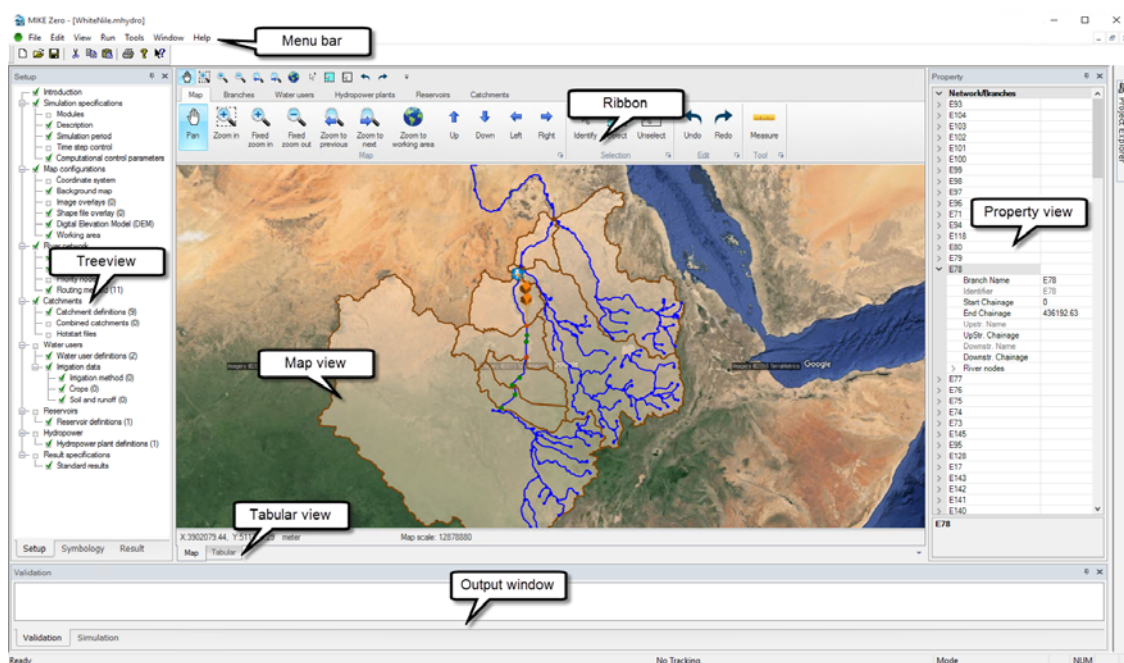 MIKE Zero - [WhiteNile.mhydro]
File Edit View Run Tools Window Help
Menu bar
Setup
Introduction
Simulation specifications
Modules
Description
Simulation period
Time step control
Computational control parameters
Map configurations
Coordinate system
Background map
Image overlays (0)
Shape file overlay (0)
Digital Elevation Model (DEM)
Working area
River network
Treeview
Priority nodes
Routing method (11)
Catchments
Catchment definitions (9)
Combined catchments (0)
Hotstart files
Water users
Water user definitions (2)
Irrigation data
Irrigation method (0)
Crops (0)
Soil and runoff (0)
Reservoirs
Reservoir definitions (1)
Hydropower
Hydropower plant definitions (1)
Result specifications
Standard results
Setup Symbology Result
Map Branches Water users Hydropower plants Reservoirs Catchments
Ribbon
Pan Zoom in Fixed zoom in Fixed zoom out Zoom to previous Zoom to next Zoom to working area Up Down Left Right Identify Select Unselect Undo Redo Measure
Map Selection Edit Tool
Map view
Google
Tabular view
meter Map scale: 12878880
Map Tabular
Property
Network/Branches
E93
E104
E103
E102
E101
E100
E99
E98
E97
E96
E71
E94
E118
E80
E79
E78
Branch Name E78
Identifier E78
Start Chainage 0
End Chainage 436192.63
Upstr. Name
UpStr. Chainage
Downstr. Name
Downstr. Chainage
River nodes
E77
E76
E75
E74
E73
E145
E95
E128
E17
E143
E142
E141
E140
Property view
E78
Project Explorer
Validation
Output window
Validation Simulation
Ready No Tracking Mode NUM